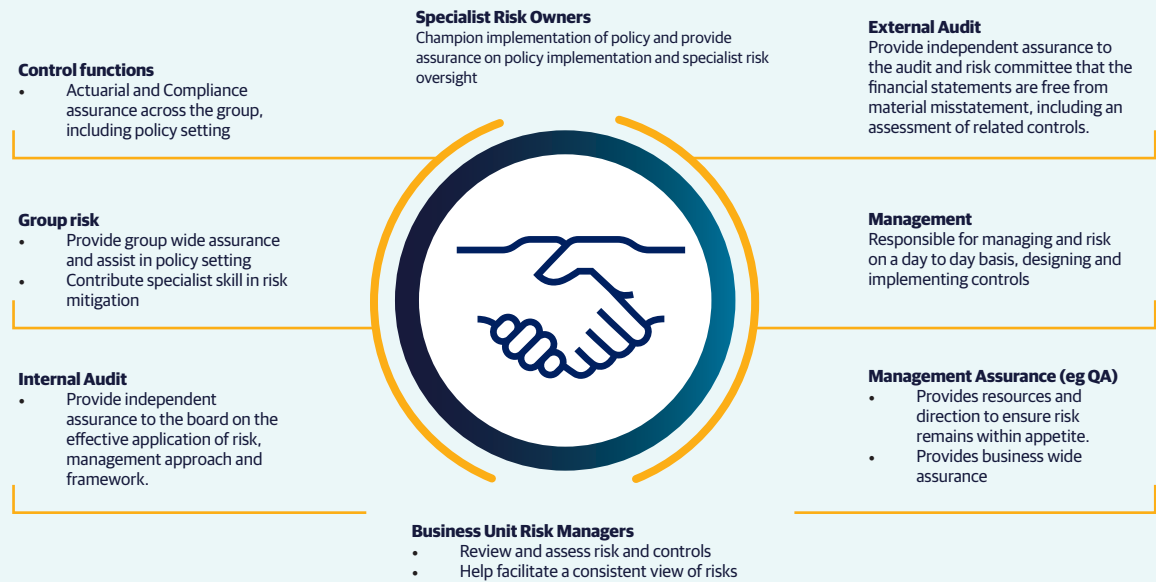 Specialist Risk Owners
Champion implementation of policy and provide
assurance on policy implementation and specialist risk
oversight
Control functions
• Actuarial and Compliance
assurance across the group,
including policy setting
External Audit
Provide independent assurance to
the audit and risk committee that the
financial statements are free from
material misstatement, including an
assessment of related controls.
Group risk
• Provide group wide assurance
and assist in policy setting
• Contribute specialist skill in risk
mitigation
Management
Responsible for managing and risk
on a day to day basis, designing and
implementing controls
Internal Audit
• Provide independent
assurance to the board on the
effective application of risk,
management approach and
framework.
Management Assurance (eg QA)
• Provides resources and
direction to ensure risk
remains within appetite.
• Provides business wide
assurance
Business Unit Risk Managers
• Review and assess risk and controls
• Help facilitate a consistent view of risks